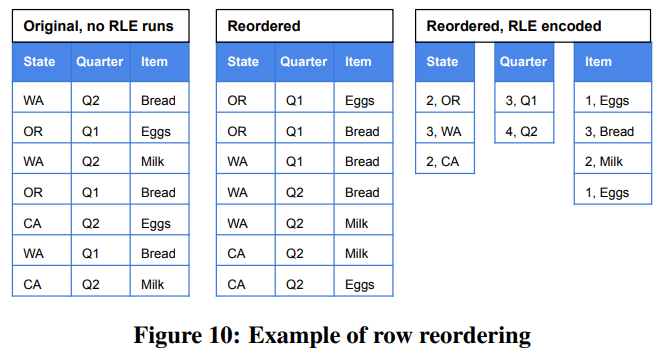 Original, no RLE runs
State Quarter Item
WA Q2 Bread
OR Q1 Eggs
WA Q2 Milk
OR Q1 Bread
CA Q2 Eggs
WA Q1 Bread
CA Q2 Milk
Reordered
State Quarter Item
OR Q1 Eggs
OR Q1 Bread
WA Q1 Bread
WA Q2 Bread
WA Q2 Milk
CA Q2 Milk
CA Q2 Eggs
Reordered, RLE encoded
State Quarter Item
2, OR 3, Q1 1, Eggs
3, WA 4, Q2 3, Bread
2, CA 2, Milk
1, Eggs
Figure 10: Example of row reordering